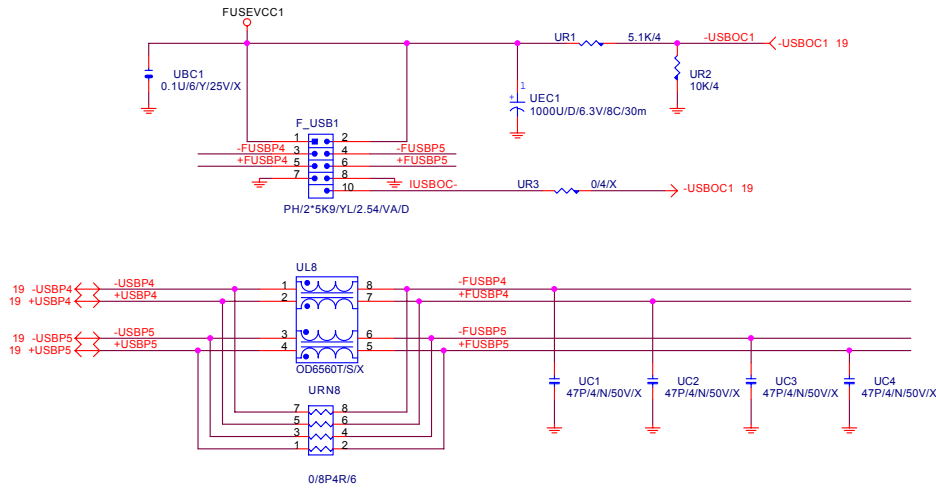 FUSEVCC1
UR1 5.1K/4 -USBOC1 -USBOC1 19
UBC1
0.1U/6/Y/25V/X
1
+
UEC1
1000U/D/6.3V/8C/30m
UR2
10K/4
F_USB1
1 2
-FUSBP4 3 4 -FUSBP5
+FUSBP4 5 6 +FUSBP5
7 8
10 IUSBOC- UR3 0/4/X -USBOC1 19
PH/2*5K9/YL/2.54/VA/D
UL8
19 -USBP4 -USBP4 1 8 -FUSBP4
19 +USBP4 +USBP4 2 7 +FUSBP4
19 -USBP5 -USBP5 3 6 -FUSBP5
19 +USBP5 +USBP5 4 5 +FUSBP5
OD6560T/S/X
UC1 UC2 UC3 UC4
47P/4/N/50V/X 47P/4/N/50V/X 47P/4/N/50V/X 47P/4/N/50V/X
URN8
7 8
5 6
3 4
1 2
0/8P4R/6